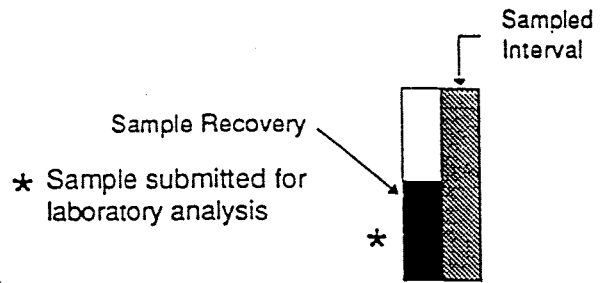 Sampled
Interval
Sample Recovery
* Sample submitted for
laboratory analysis
*